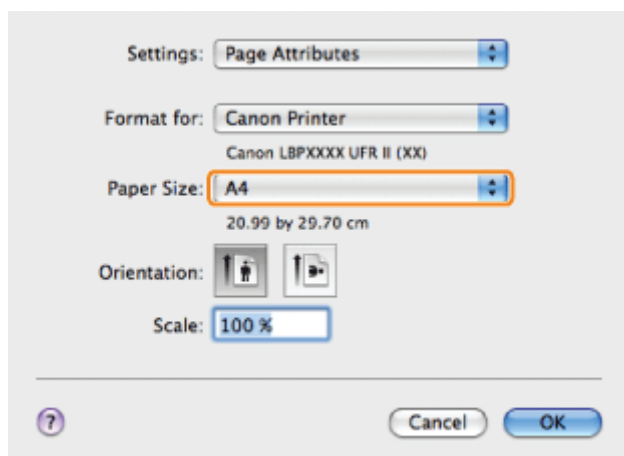 Settings: Page Attributes
Format for: Canon Printer
Canon LBPXXXX UFR II (XX)
Paper Size: A4
20.99 by 29.70 cm
Orientation:
Scale: 100 %
? Cancel OK